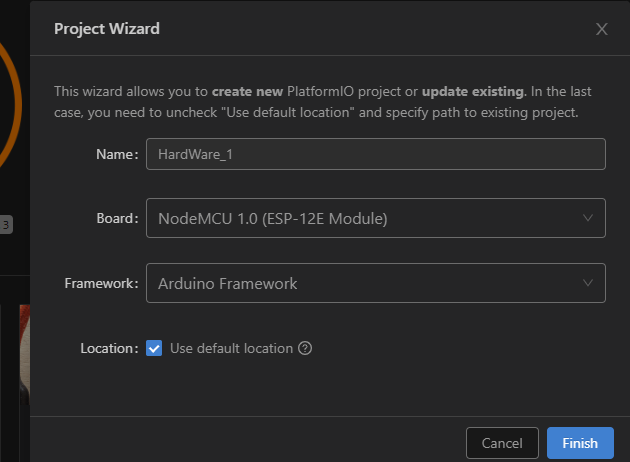 Project Wizard
This wizard allows you to create new PlatformIO project or update existing. In the last
case, you need to uncheck "Use default location" and specify path to existing project.
Name: HardWare_1
Board: NodeMCU 1.0 (ESP-12E Module)
3
Framework: Arduino Framework
Location: Use default location
Cancel Finish